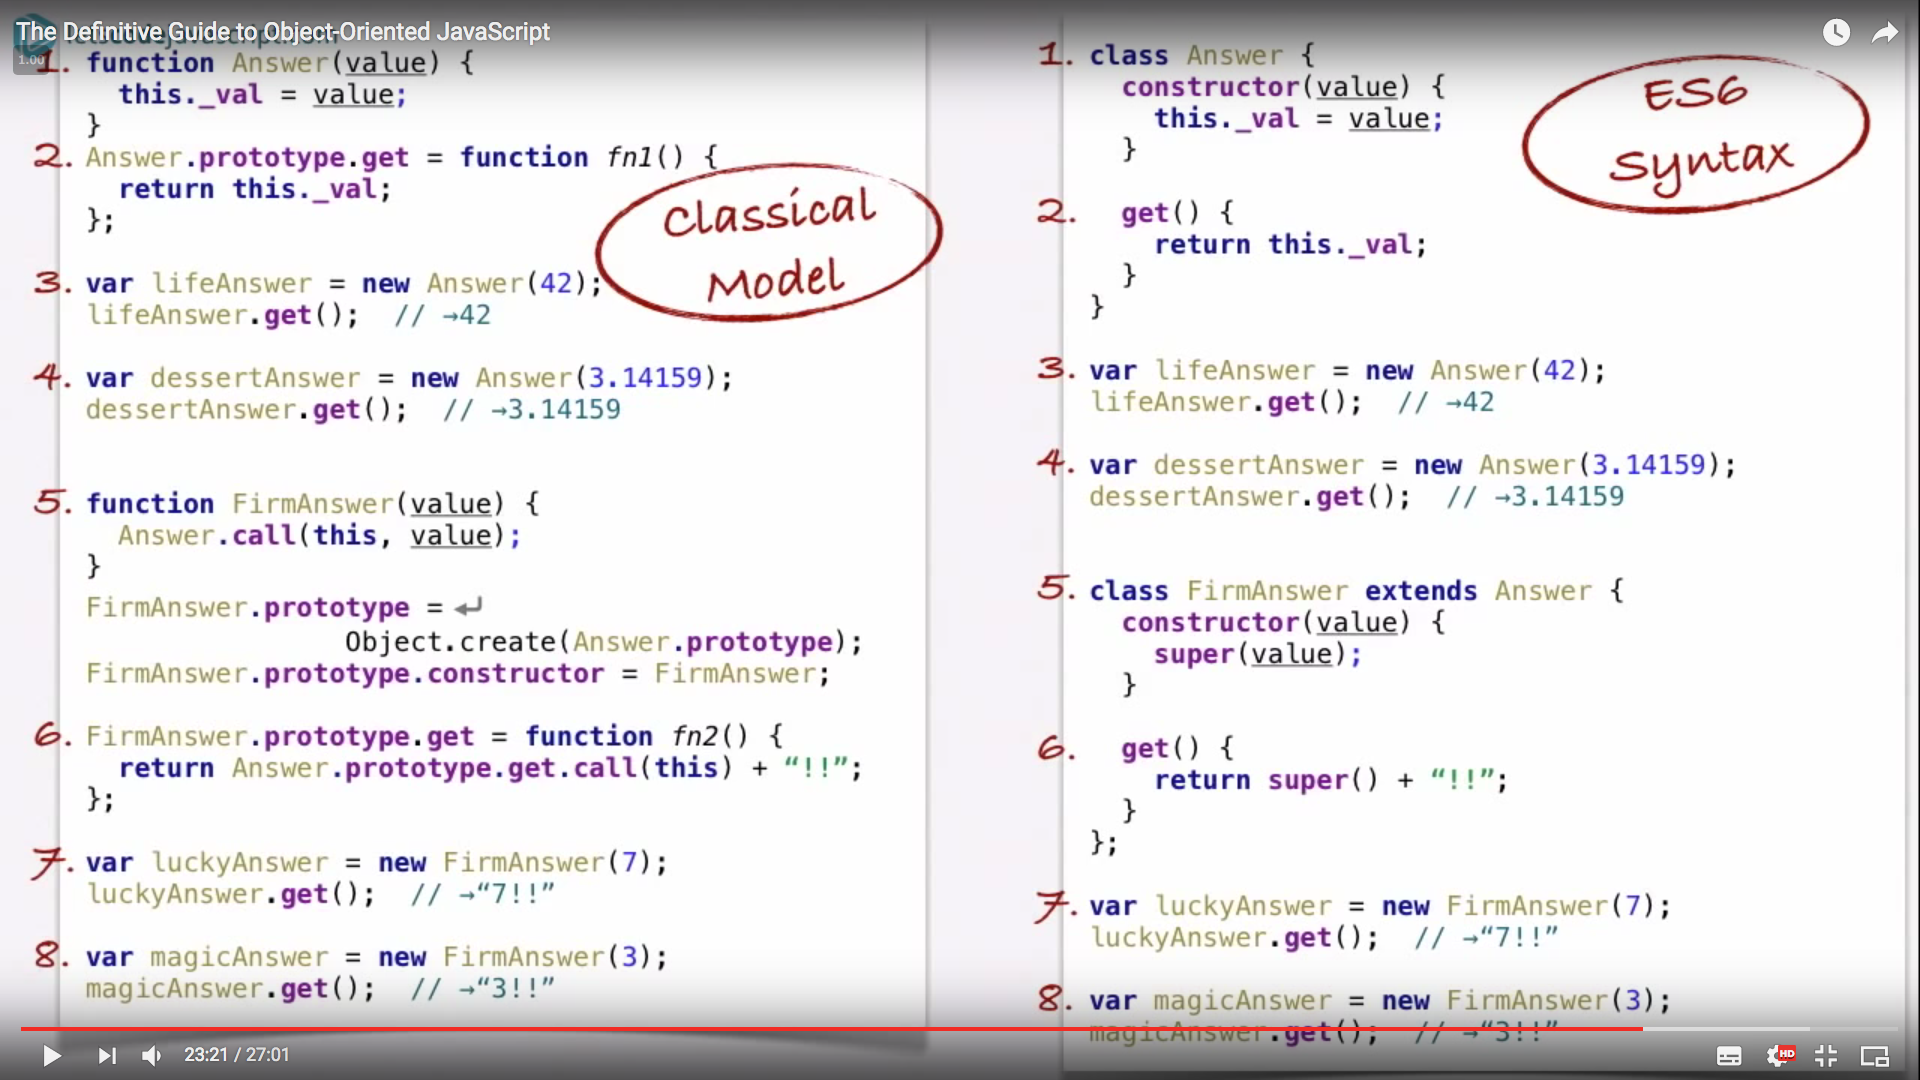 The Definitive Guide to Object-Oriented JavaScript
1.00
1. function Answer(value) {
this._val = value;
}
2. Answer.prototype.get = function fn1() {
return this._val;
};
Classical
Model
3. var lifeAnswer = new Answer(42);
lifeAnswer.get();  // →42
4. var dessertAnswer = new Answer(3.14159);
dessertAnswer.get();  // →3.14159
5. function FirmAnswer(value) {
Answer.call(this, value);
}
FirmAnswer.prototype = ↵
Object.create(Answer.prototype);
FirmAnswer.prototype.constructor = FirmAnswer;
6. FirmAnswer.prototype.get = function fn2() {
return Answer.prototype.get.call(this) + “!!”;
};
7. var luckyAnswer = new FirmAnswer(7);
luckyAnswer.get();  // →“7!!”
8. var magicAnswer = new FirmAnswer(3);
magicAnswer.get();  // →“3!!”
1. class Answer {
constructor(value) {
this._val = value;
}
ES6
Syntax
2. get() {
return this._val;
}
}
3. var lifeAnswer = new Answer(42);
lifeAnswer.get();  // →42
4. var dessertAnswer = new Answer(3.14159);
dessertAnswer.get();  // →3.14159
5. class FirmAnswer extends Answer {
constructor(value) {
super(value);
}
6. get() {
return super() + “!!”;
}
};
7. var luckyAnswer = new FirmAnswer(7);
luckyAnswer.get();  // →“7!!”
8. var magicAnswer = new FirmAnswer(3);
magicAnswer.get();  // →“3!!”
23:21 / 27:01
HD